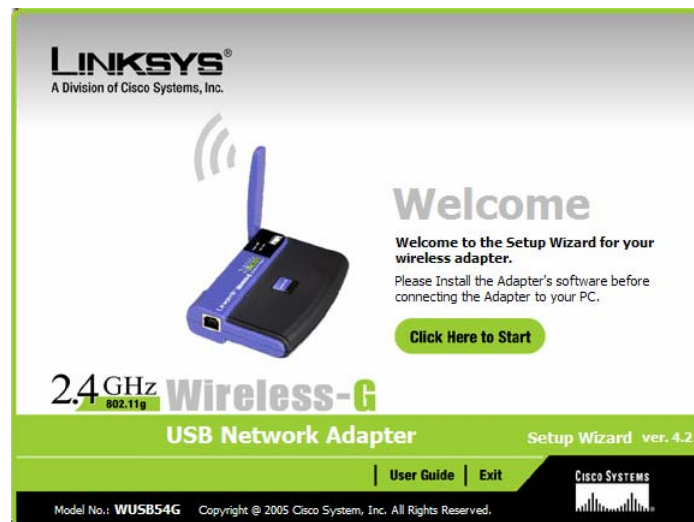 LINKSYS®
A Division of Cisco Systems, Inc.
Welcome
Welcome to the Setup Wizard for your
wireless adapter.
Please Install the Adapter's software before
connecting the Adapter to your PC.
Click Here to Start
2.4 GHz
802.11g
Wireless-G
USB Network Adapter
Setup Wizard ver. 4.2
User Guide
Exit
CISCO SYSTEMS
Model No.: WUSB54G Copyright @ 2005 Cisco System, Inc. All Rights Reserved.